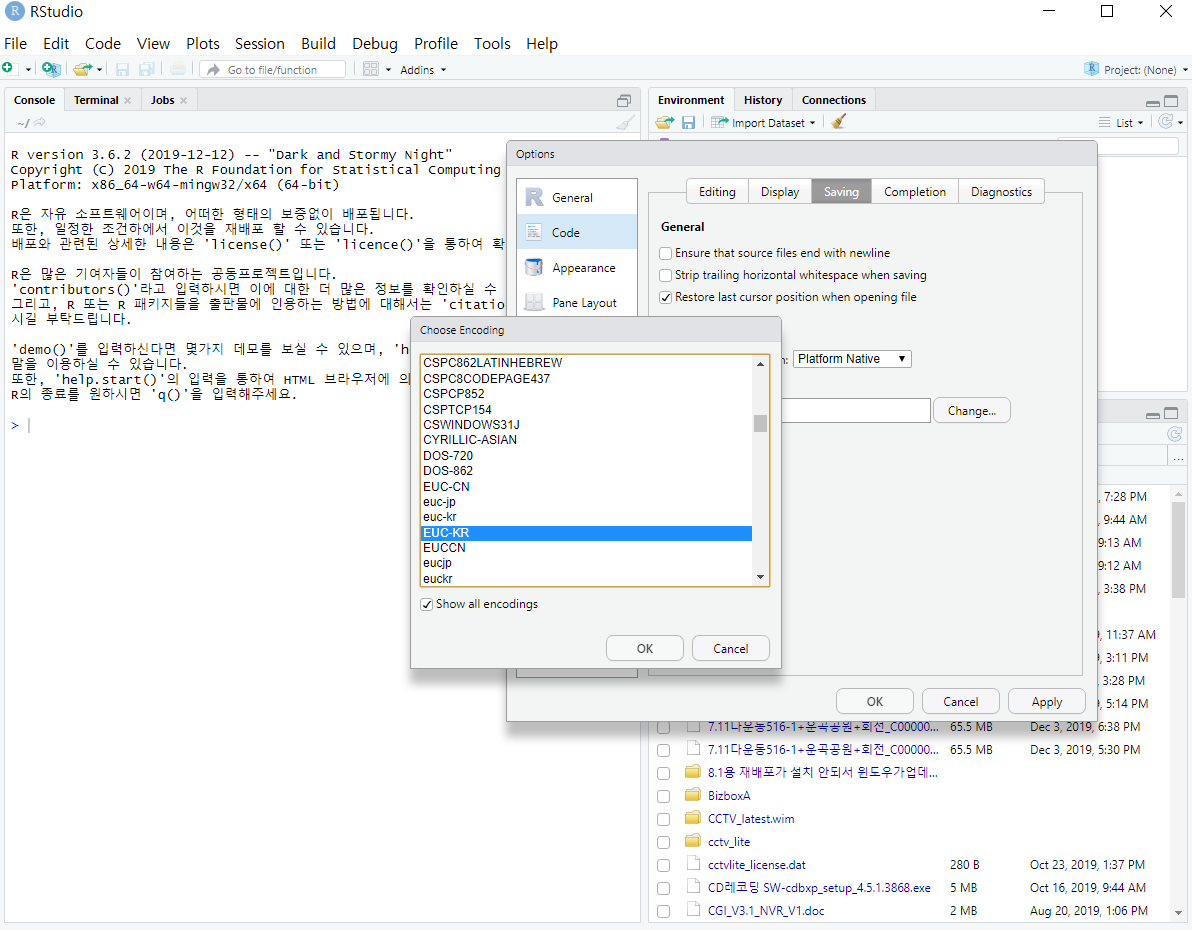 RStudio
File Edit Code View Plots Session Build Debug Profile Tools Help
Go to file/function Addins Project: (None)
Console Terminal Jobs
~/
R version 3.6.2 (2019-12-12) -- "Dark and Stormy Night"
Copyright (C) 2019 The R Foundation for Statistical Computing
Platform: x86_64-w64-mingw32/x64 (64-bit)
R은 자유 소프트웨어이며, 어떠한 형태의 보증없이 배포됩니다.
또한, 일정한 조건하에서 이것을 재배포 할 수 있습니다.
배포와 관련된 상세한 내용은 'license()' 또는 'licence()'을 통하여 확
R은 많은 기여자들이 참여하는 공동프로젝트입니다.
'contributors()'라고 입력하시면 이에 대한 더 많은 정보를 확인하실 수
그리고, R 또는 R 패키지들을 출판물에 인용하는 방법에 대해서는 'citatio
시길 부탁드립니다.
'demo()'를 입력하신다면 몇가지 데모를 보실 수 있으며, 'he
말을 이용하실 수 있습니다.
또한, 'help.start()'의 입력을 통하여 HTML 브라우저에 의
R의 종료를 원하시면 'q()'을 입력해주세요.
>
Environment History Connections
Import Dataset List
Options
General
Code
Appearance
Pane Layout
Editing Display Saving Completion Diagnostics
General
Ensure that source files end with newline
Strip trailing horizontal whitespace when saving
Restore last cursor position when opening file
Platform Native
Change...
OK Cancel Apply
Choose Encoding
CSPC862LATINHEBREW
CSPC8CODEPAGE437
CSPCP852
CSPTCP154
CSWINDOWS31J
CYRILLIC-ASIAN
DOS-720
DOS-862
EUC-CN
euc-jp
euc-kr
EUC-KR
EUCCN
eucjp
euckr
Show all encodings
OK Cancel
...
, 7:28 PM
, 9:44 AM
9:13 AM
9:12 AM
, 3:38 PM
, 11:37 AM
, 3:11 PM
, 3:28 PM
, 5:14 PM
7.11다운동516-1+운곡공원+회전_C00000... 65.5 MB Dec 3, 2019, 6:38 PM
7.11다운동516-1+운곡공원+회전_C00000... 65.5 MB Dec 3, 2019, 5:30 PM
8.1용 재배포가 설치 안되서 윈도우가업데...
BizboxA
CCTV_latest.wim
cctv_lite
cctvlite_license.dat 280 B Oct 23, 2019, 1:37 PM
CD레코딩 SW-cdbxp_setup_4.5.1.3868.exe 5 MB Oct 16, 2019, 9:44 AM
CGI_V3.1_NVR_V1.doc 2 MB Aug 20, 2019, 1:06 PM